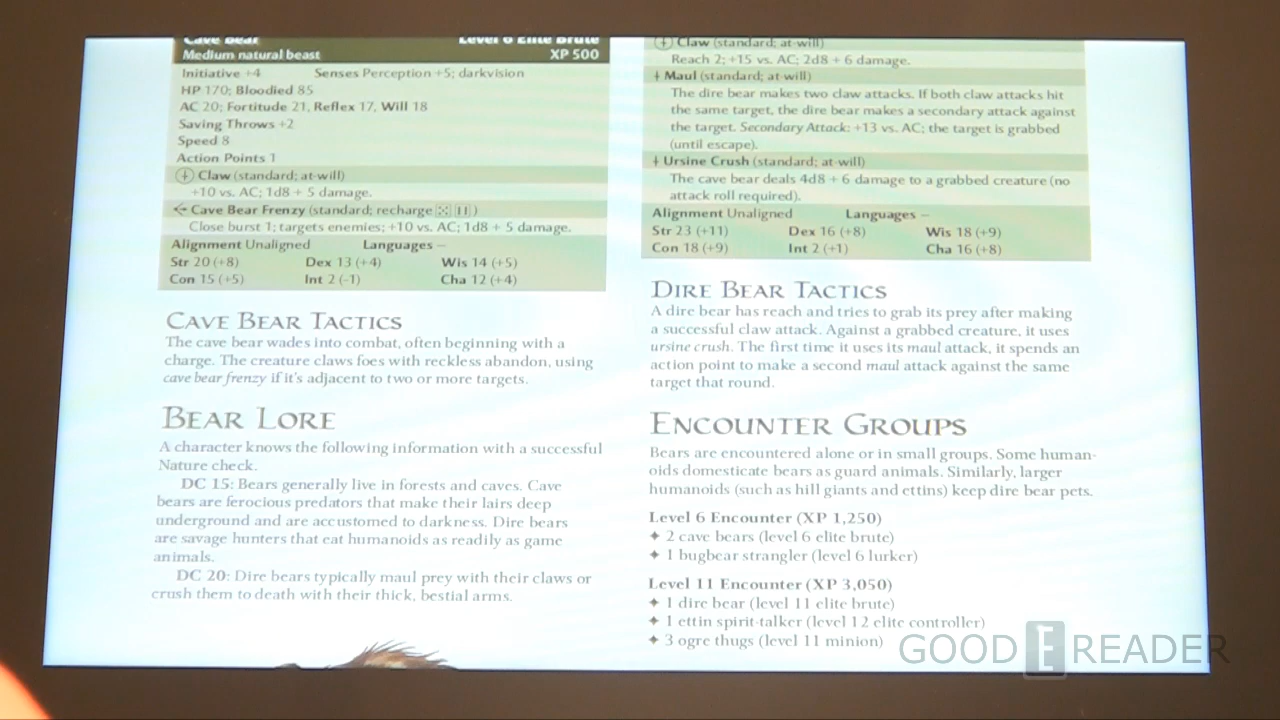 Cave Bear Level 6 Elite Brute
Medium natural beast XP 500
Initiative +4 Senses Perception +5; darkvision
HP 170; Bloodied 85
AC 20; Fortitude 21, Reflex 17, Will 18
Saving Throws +2
Speed 8
Action Points 1
Claw (standard; at-will)
+10 vs. AC; 1d8 + 5 damage.
Cave Bear Frenzy (standard; recharge ⚄ ⚅)
Close burst 1; targets enemies; +10 vs. AC; 1d8 + 5 damage.
Alignment Unaligned Languages –
Str 20 (+8) Dex 13 (+4) Wis 14 (+5)
Con 15 (+5) Int 2 (–1) Cha 12 (+4)
Cave Bear Tactics
The cave bear wades into combat, often beginning with a
charge. The creature claws foes with reckless abandon, using
cave bear frenzy if it's adjacent to two or more targets.
Bear Lore
A character knows the following information with a successful
Nature check.
DC 15: Bears generally live in forests and caves. Cave
bears are ferocious predators that make their lairs deep
underground and are accustomed to darkness. Dire bears
are savage hunters that eat humanoids as readily as game
animals.
DC 20: Dire bears typically maul prey with their claws or
crush them to death with their thick, bestial arms.
Claw (standard; at-will)
Reach 2; +15 vs. AC; 2d8 + 6 damage.
Maul (standard; at-will)
The dire bear makes two claw attacks. If both claw attacks hit
the same target, the dire bear makes a secondary attack against
the target. Secondary Attack: +13 vs. AC; the target is grabbed
(until escape).
Ursine Crush (standard; at-will)
The cave bear deals 4d8 + 6 damage to a grabbed creature (no
attack roll required).
Alignment Unaligned Languages –
Str 23 (+11) Dex 16 (+8) Wis 18 (+9)
Con 18 (+9) Int 2 (+1) Cha 16 (+8)
Dire Bear Tactics
A dire bear has reach and tries to grab its prey after making
a successful claw attack. Against a grabbed creature, it uses
ursine crush. The first time it uses its maul attack, it spends an
action point to make a second maul attack against the same
target that round.
Encounter Groups
Bears are encountered alone or in small groups. Some human-
oids domesticate bears as guard animals. Similarly, larger
humanoids (such as hill giants and ettins) keep dire bear pets.
Level 6 Encounter (XP 1,250)
✦ 2 cave bears (level 6 elite brute)
✦ 1 bugbear strangler (level 6 lurker)
Level 11 Encounter (XP 3,050)
✦ 1 dire bear (level 11 elite brute)
✦ 1 ettin spirit-talker (level 12 elite controller)
✦ 3 ogre thugs (level 11 minion)
GOOD E READER